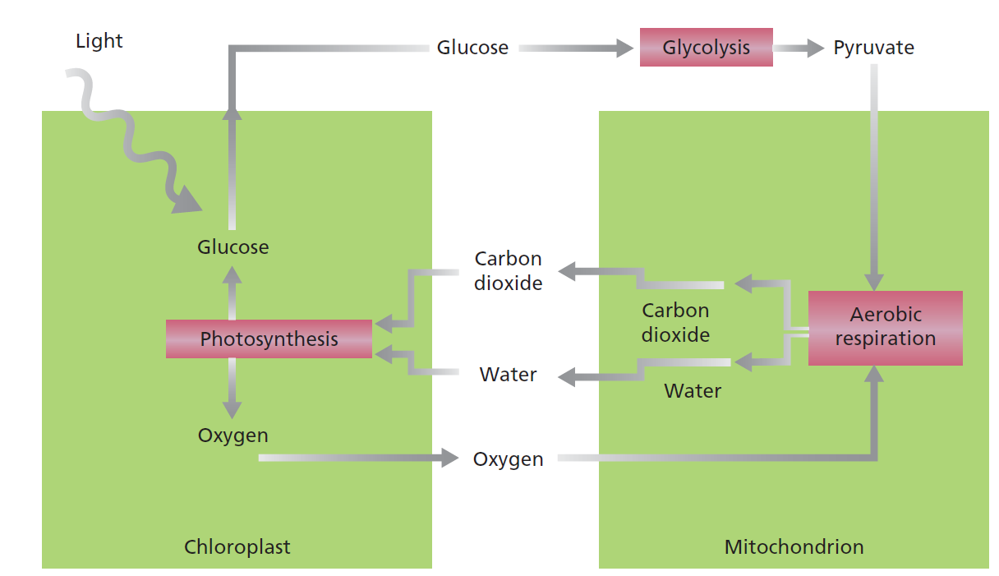 Light
Glucose
Glycolysis
Pyruvate
Glucose
Carbon
dioxide
Carbon
dioxide
Aerobic
respiration
Photosynthesis
Water
Water
Oxygen
Oxygen
Chloroplast
Mitochondrion